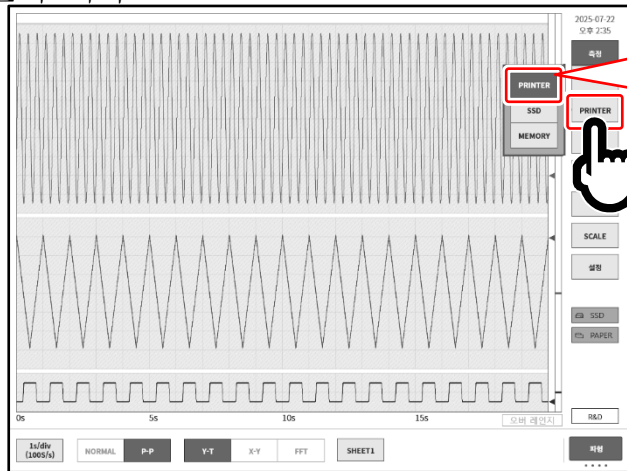 2025-07-22
오후 2:35
측정
PRINTER
SSD
MEMORY
PRINTER
SCALE
설정
SSD
PAPER
0s
5s
10s
15s
오버 레인지
R&D
1s/div
(100S/s)
NORMAL
P-P
Y-T
X-Y
FFT
SHEET1
파형